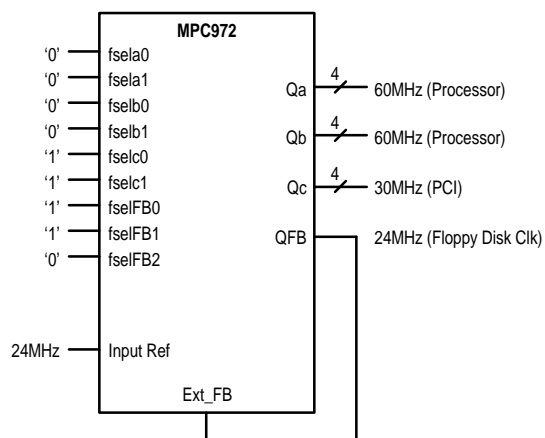 MPC972
‘0’ fsela0
‘0’ fsela1
‘0’ fselb0
‘0’ fselb1
‘1’ fselc0
‘1’ fselc1
‘1’ fselFB0
‘1’ fselFB1
‘0’ fselFB2
Qa 4 60MHz (Processor)
Qb 4 60MHz (Processor)
Qc 4 30MHz (PCI)
QFB 24MHz (Floppy Disk Clk)
24MHz Input Ref
Ext_FB